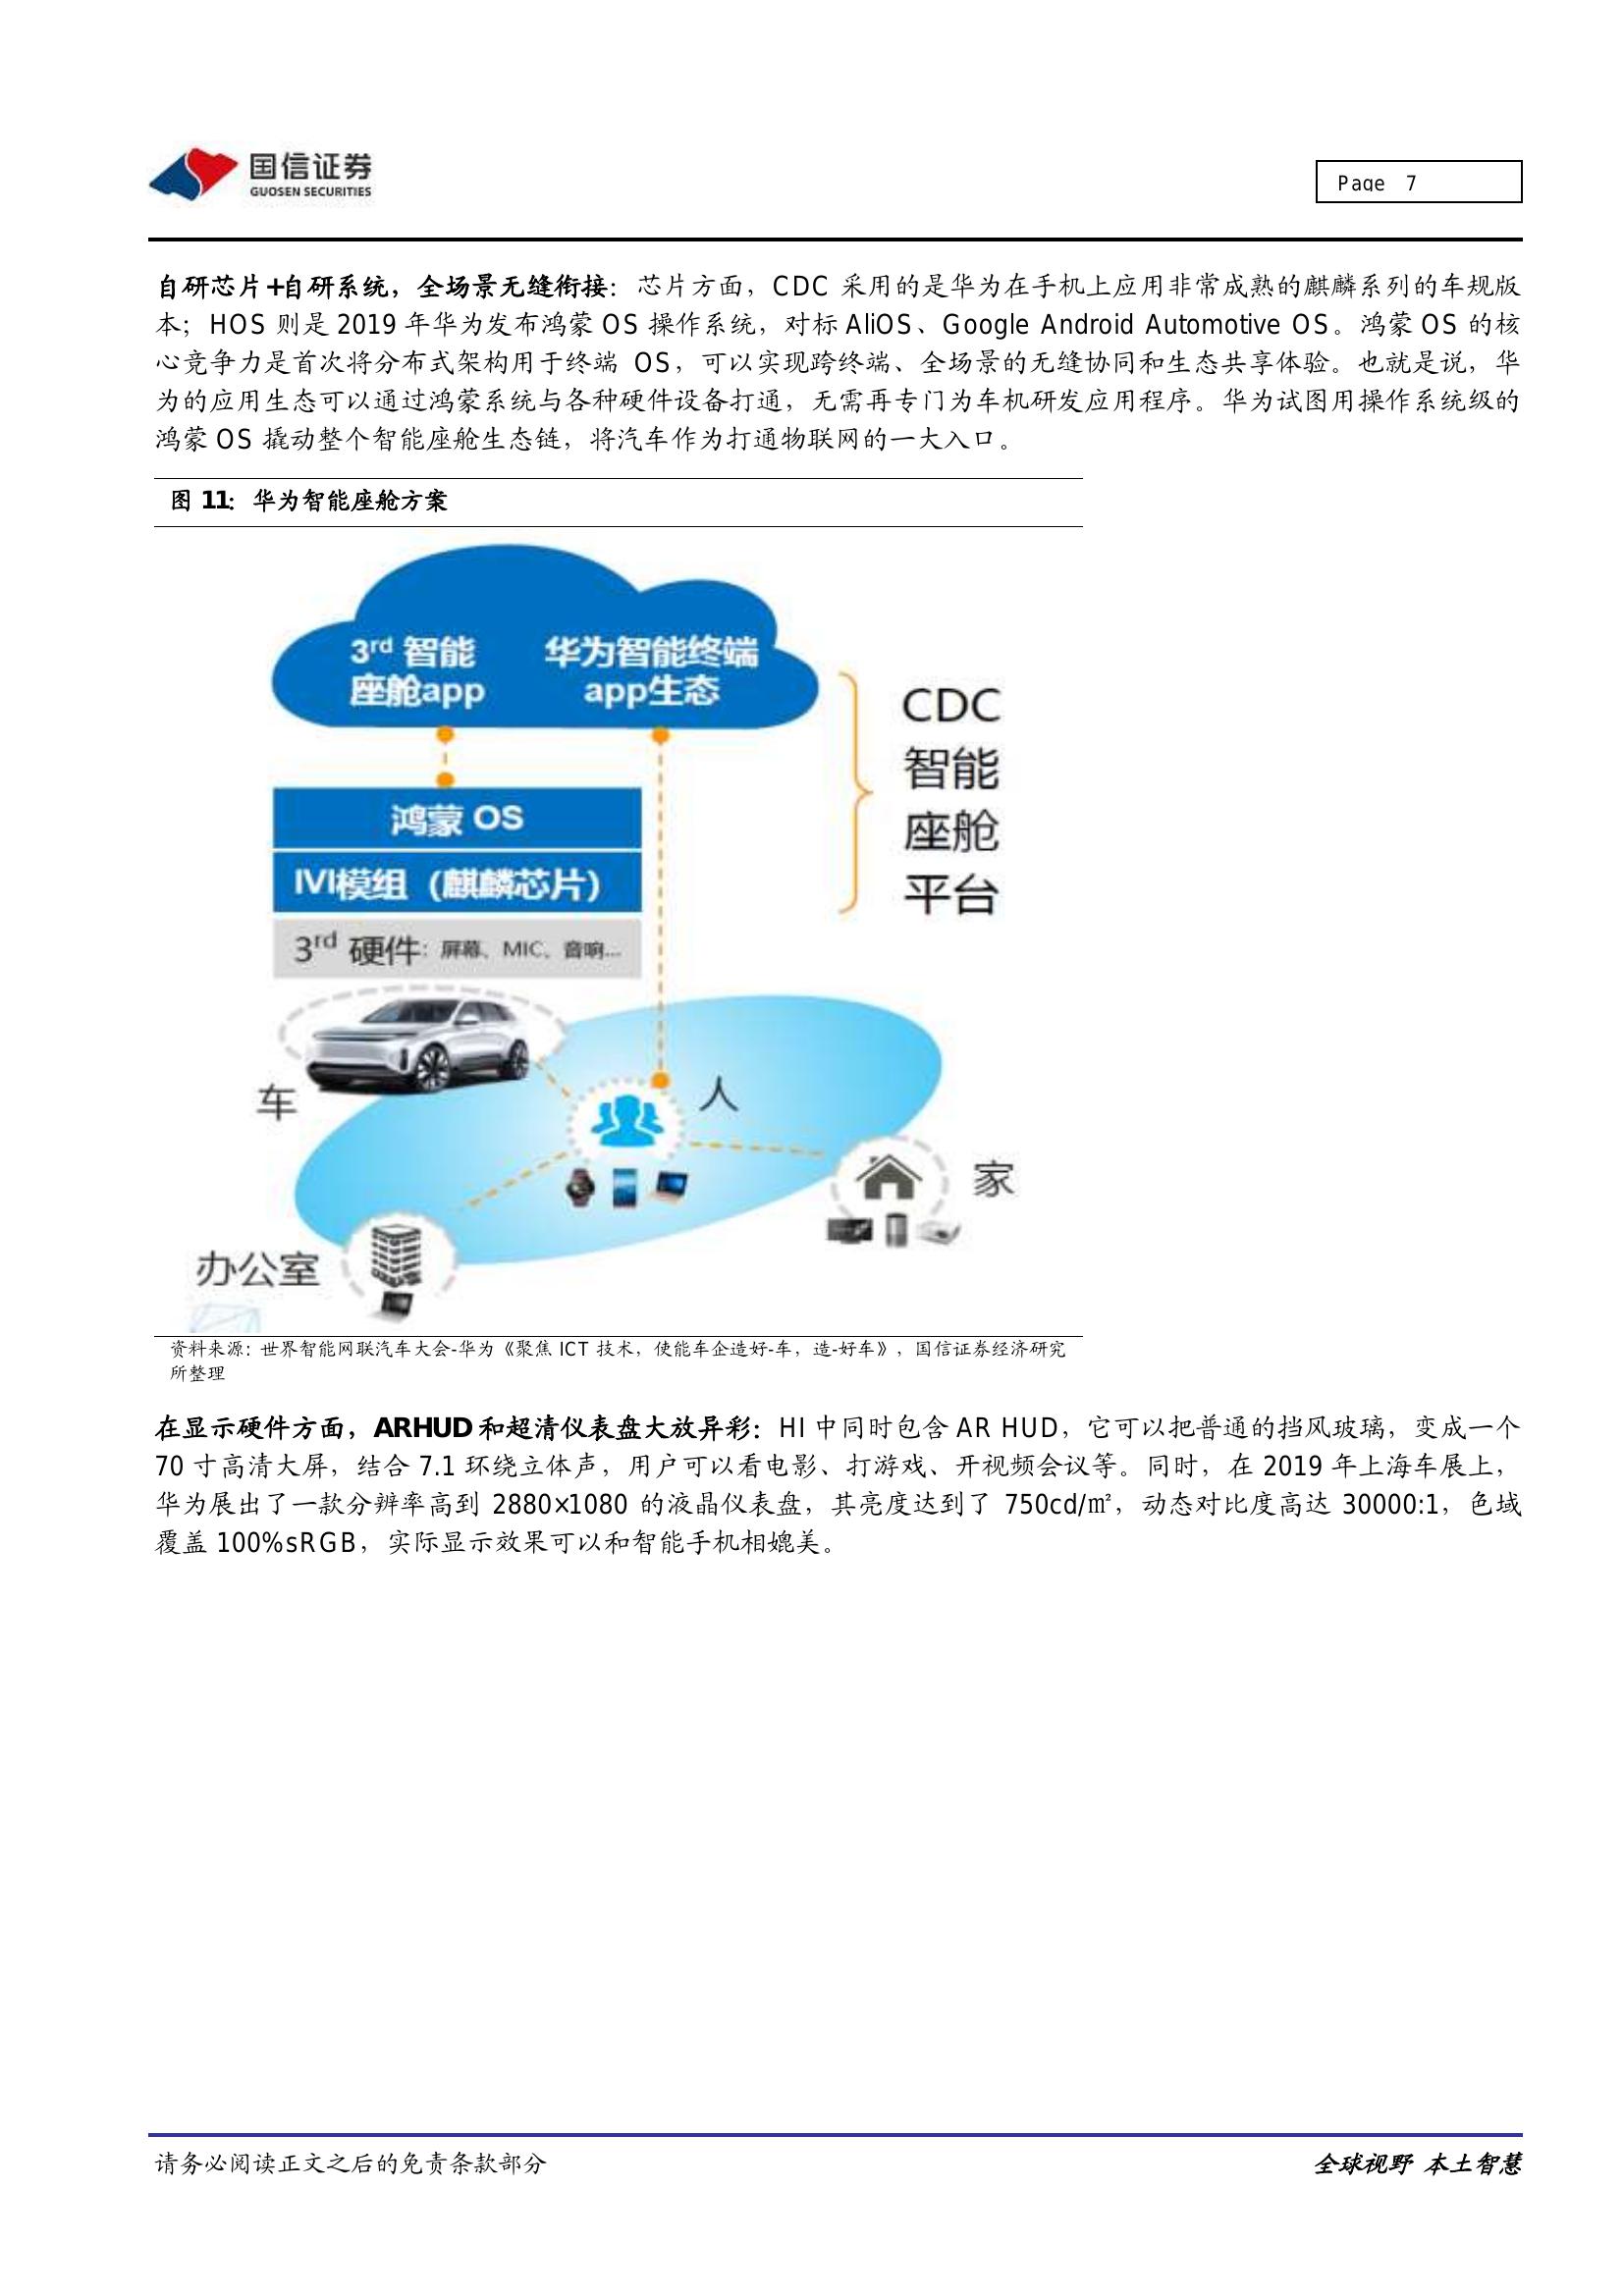 国信证券
GUOSEN SECURITIES
Page 7
自研芯片+自研系统，全场景无缝衔接：芯片方面，CDC 采用的是华为在手机上应用非常成熟的麒麟系列的车规版
本；HOS 则是 2019 年华为发布鸿蒙 OS 操作系统，对标 AliOS、Google Android Automotive OS。鸿蒙 OS 的核
心竞争力是首次将分布式架构用于终端 OS，可以实现跨终端、全场景的无缝协同和生态共享体验。也就是说，华
为的应用生态可以通过鸿蒙系统与各种硬件设备打通，无需再专门为车机研发应用程序。华为试图用操作系统级的
鸿蒙 OS 撬动整个智能座舱生态链，将汽车作为打通物联网的一大入口。
图 11：华为智能座舱方案
3rd 智能
座舱app
华为智能终端
app生态
CDC
智能
座舱
平台
鸿蒙 OS
IVI模组（麒麟芯片）
3rd 硬件：屏幕、MIC、音响...
车
人
家
办公室
资料来源：世界智能网联汽车大会-华为《聚焦 ICT 技术，使能车企造好-车，造-好车》，国信证券经济研究
所整理
在显示硬件方面，ARHUD 和超清仪表盘大放异彩：HI 中同时包含 AR HUD，它可以把普通的挡风玻璃，变成一个
70 寸高清大屏，结合 7.1 环绕立体声，用户可以看电影、打游戏、开视频会议等。同时，在 2019 年上海车展上，
华为展出了一款分辨率高到 2880×1080 的液晶仪表盘，其亮度达到了 750cd/㎡，动态对比度高达 30000:1，色域
覆盖 100%sRGB，实际显示效果可以和智能手机相媲美。
请务必阅读正文之后的免责条款部分
全球视野 本土智慧